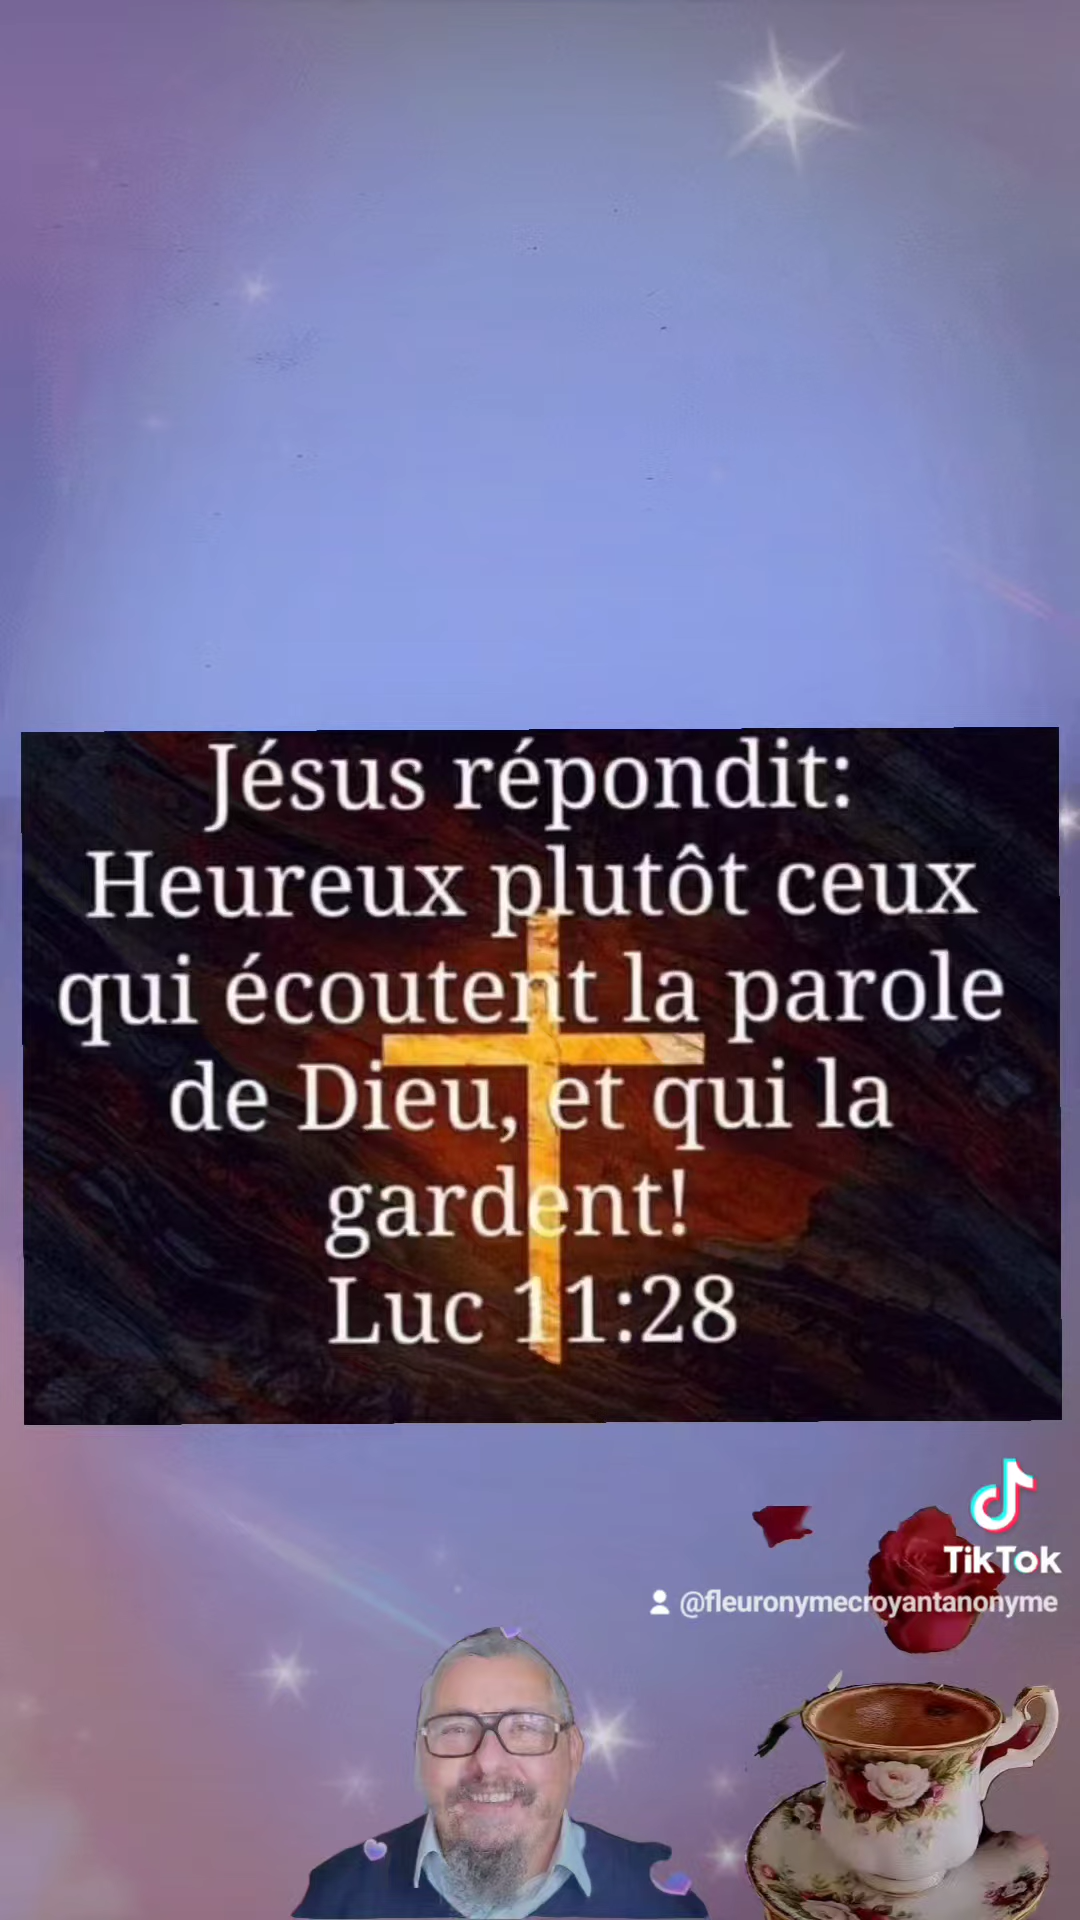 Jésus répondit:
Heureux plutôt ceux
qui écoutent la parole
de Dieu, et qui la
gardent!
Luc 11:28
TikTok
@fleuronymecroyantanonyme